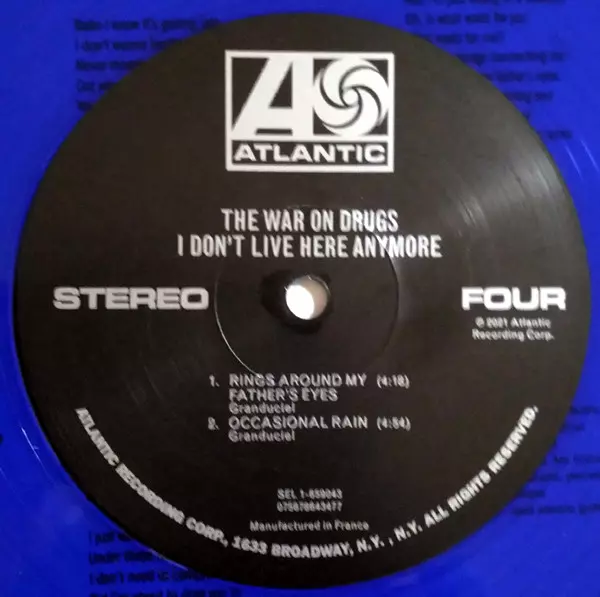 ATLANTIC
THE WAR ON DRUGS
I DON'T LIVE HERE ANYMORE
STEREO
FOUR
℗ 2021 Atlantic
Recording Corp.
1. RINGS AROUND MY (4:18)
FATHER'S EYES
Granduciel
2. OCCASIONAL RAIN (4:54)
Granduciel
SEL 1-659043
075678643477
Manufactured in France
ATLANTIC RECORDING CORP., 1633 BROADWAY, N.Y. , N.Y. ALL RIGHTS RESERVED.